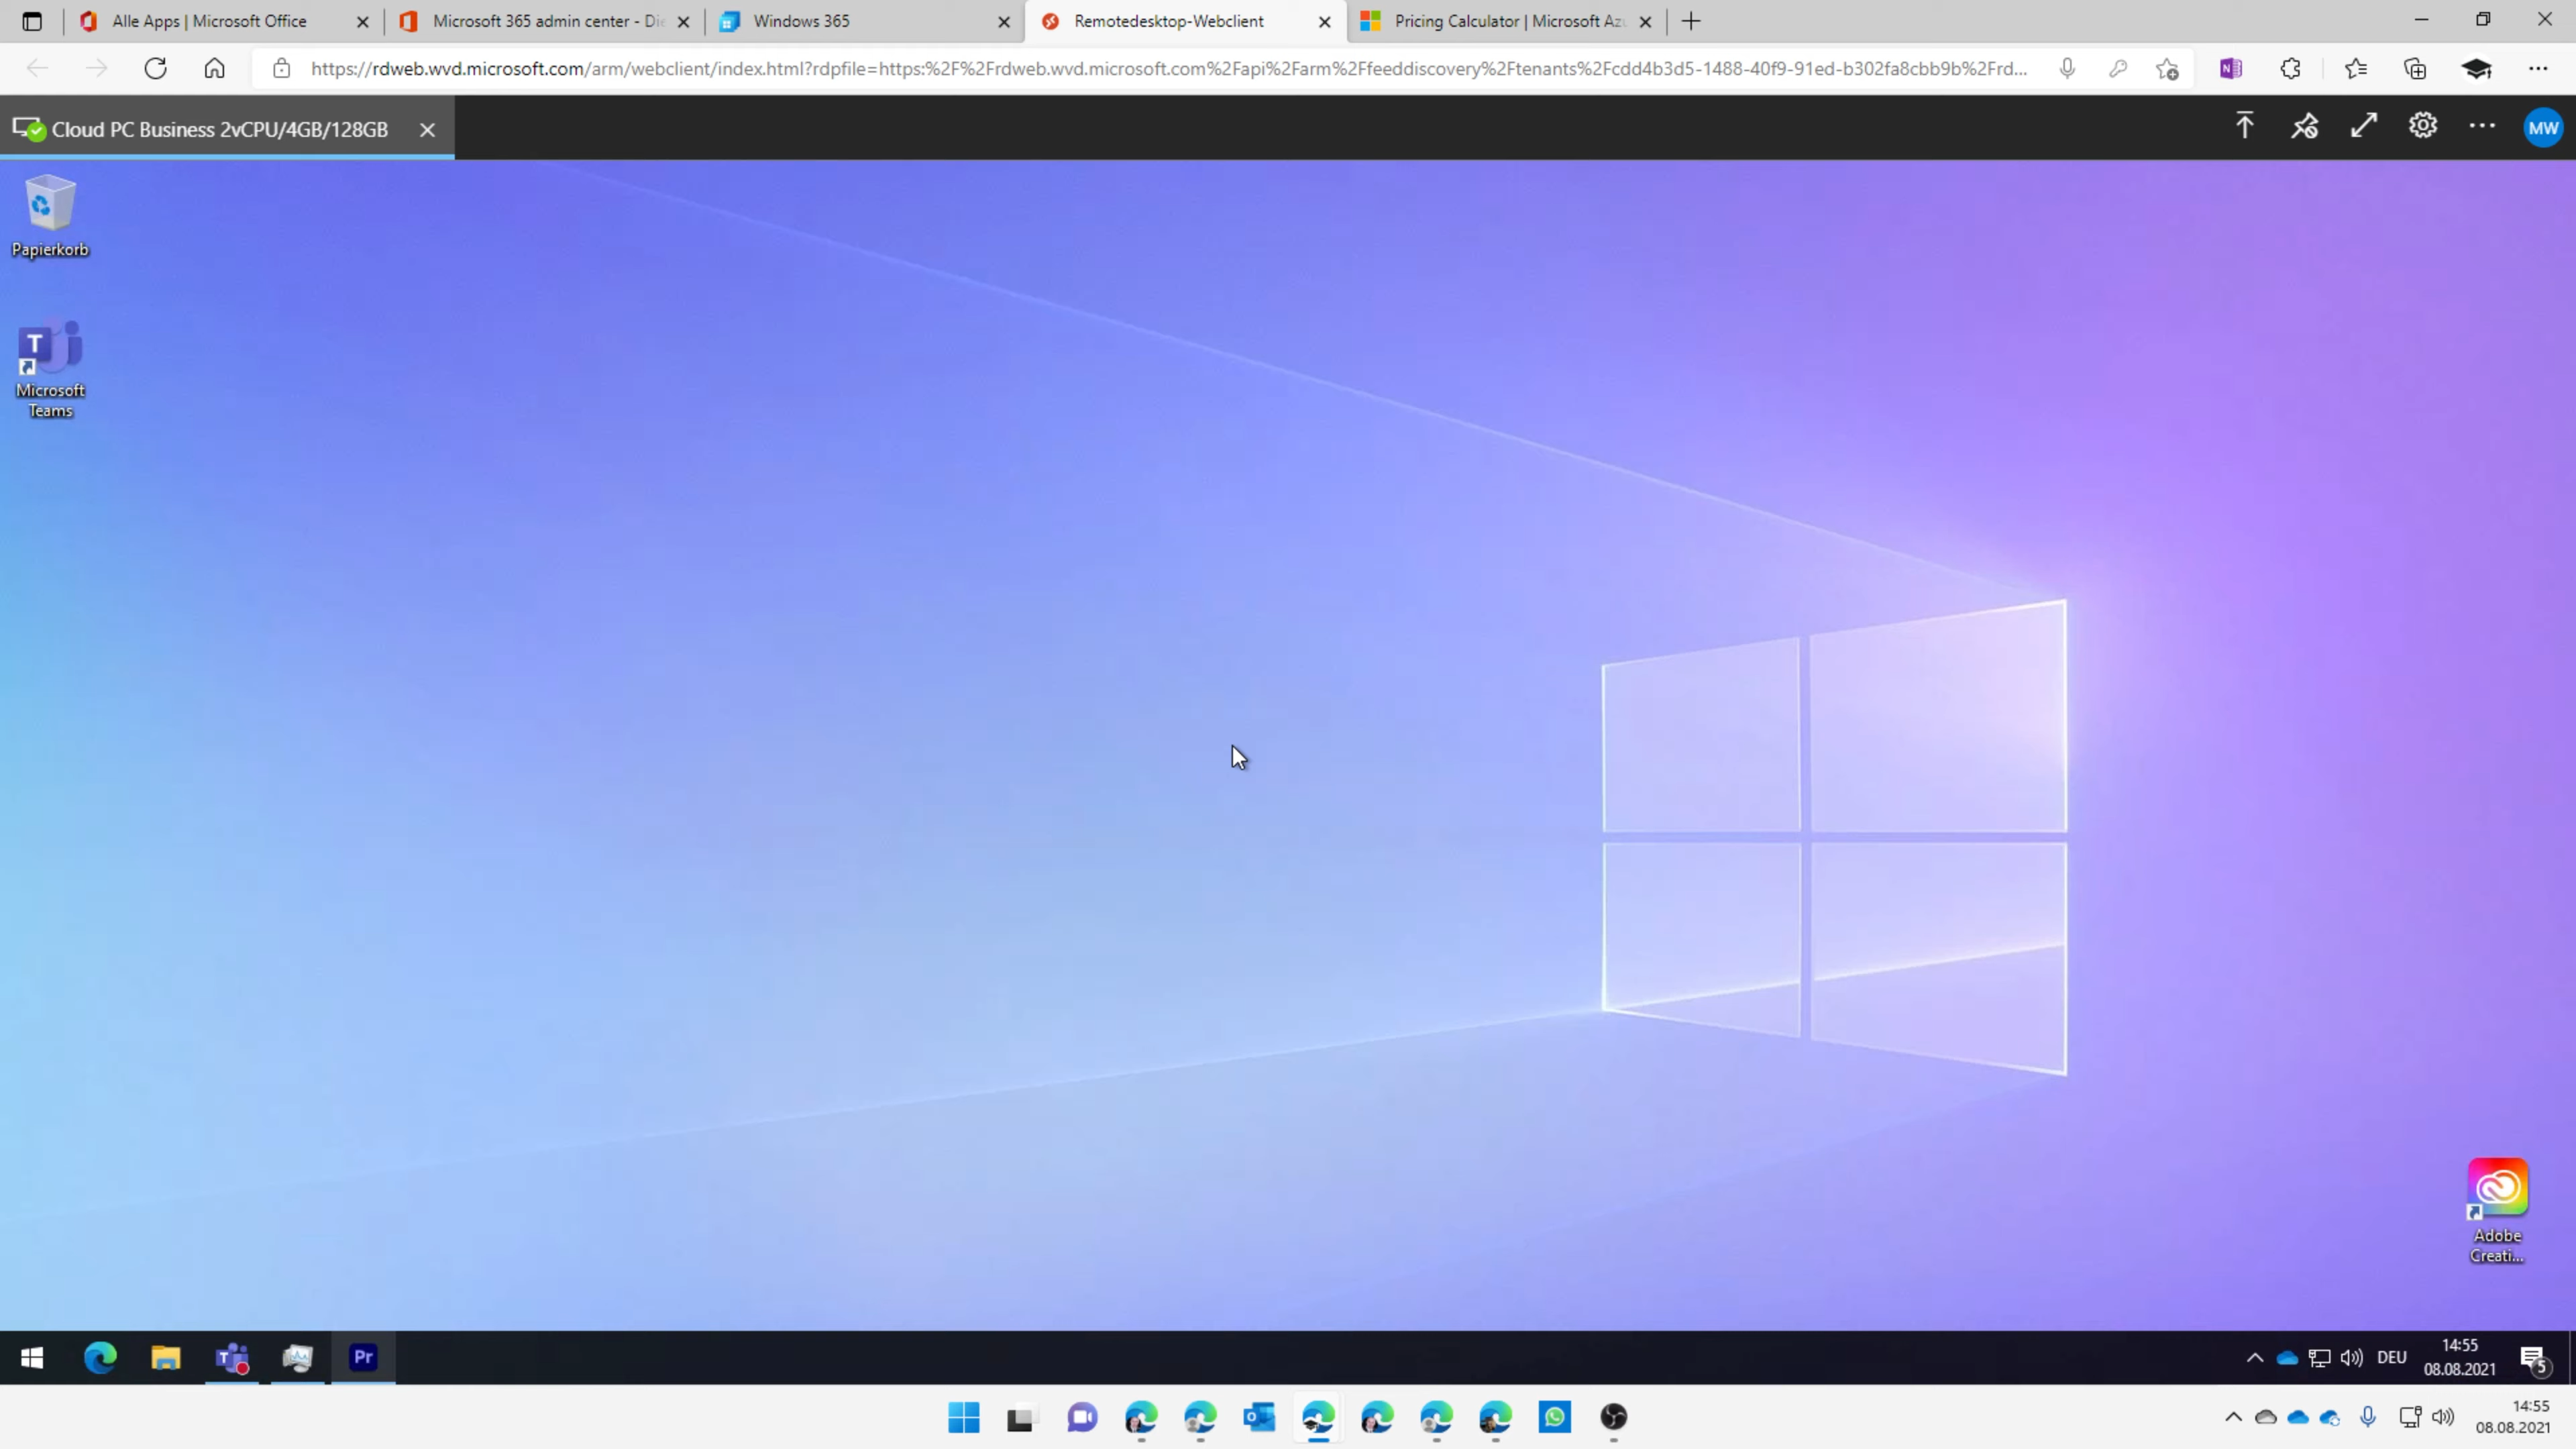 Alle Apps | Microsoft Office
Microsoft 365 admin center - Die
Windows 365
Remotedesktop-Webclient
Pricing Calculator | Microsoft Azu
https://rdweb.wvd.microsoft.com/arm/webclient/index.html?rdpfile=https:%2F%2Frdweb.wvd.microsoft.com%2Fapi%2Farm%2Ffeeddiscovery%2Ftenants%2Fcdd4b3d5-1488-40f9-91ed-b302fa8cbb9b%2Frd...
N
Cloud PC Business 2vCPU/4GB/128GB
MW
Papierkorb
T
Microsoft
Teams
Adobe
Creati...
T
Pr
DEU
14:55
08.08.2021
5
14:55
08.08.2021